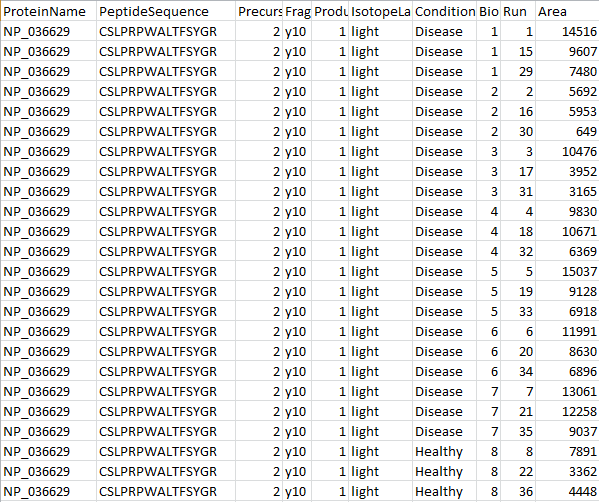 ProteinName PeptideSequence Precurs Frag Produ IsotopeLa Condition Bio Run Area
NP_036629 CSLPRPWALTFSYGR 2 y10 1 light Disease 1 1 14516
NP_036629 CSLPRPWALTFSYGR 2 y10 1 light Disease 1 15 9607
NP_036629 CSLPRPWALTFSYGR 2 y10 1 light Disease 1 29 7480
NP_036629 CSLPRPWALTFSYGR 2 y10 1 light Disease 2 2 5692
NP_036629 CSLPRPWALTFSYGR 2 y10 1 light Disease 2 16 5953
NP_036629 CSLPRPWALTFSYGR 2 y10 1 light Disease 2 30 649
NP_036629 CSLPRPWALTFSYGR 2 y10 1 light Disease 3 3 10476
NP_036629 CSLPRPWALTFSYGR 2 y10 1 light Disease 3 17 3952
NP_036629 CSLPRPWALTFSYGR 2 y10 1 light Disease 3 31 3165
NP_036629 CSLPRPWALTFSYGR 2 y10 1 light Disease 4 4 9830
NP_036629 CSLPRPWALTFSYGR 2 y10 1 light Disease 4 18 10671
NP_036629 CSLPRPWALTFSYGR 2 y10 1 light Disease 4 32 6369
NP_036629 CSLPRPWALTFSYGR 2 y10 1 light Disease 5 5 15037
NP_036629 CSLPRPWALTFSYGR 2 y10 1 light Disease 5 19 9128
NP_036629 CSLPRPWALTFSYGR 2 y10 1 light Disease 5 33 6918
NP_036629 CSLPRPWALTFSYGR 2 y10 1 light Disease 6 6 11991
NP_036629 CSLPRPWALTFSYGR 2 y10 1 light Disease 6 20 8630
NP_036629 CSLPRPWALTFSYGR 2 y10 1 light Disease 6 34 6896
NP_036629 CSLPRPWALTFSYGR 2 y10 1 light Disease 7 7 13061
NP_036629 CSLPRPWALTFSYGR 2 y10 1 light Disease 7 21 12258
NP_036629 CSLPRPWALTFSYGR 2 y10 1 light Disease 7 35 9037
NP_036629 CSLPRPWALTFSYGR 2 y10 1 light Healthy 8 8 7891
NP_036629 CSLPRPWALTFSYGR 2 y10 1 light Healthy 8 22 3362
NP_036629 CSLPRPWALTFSYGR 2 y10 1 light Healthy 8 36 4448